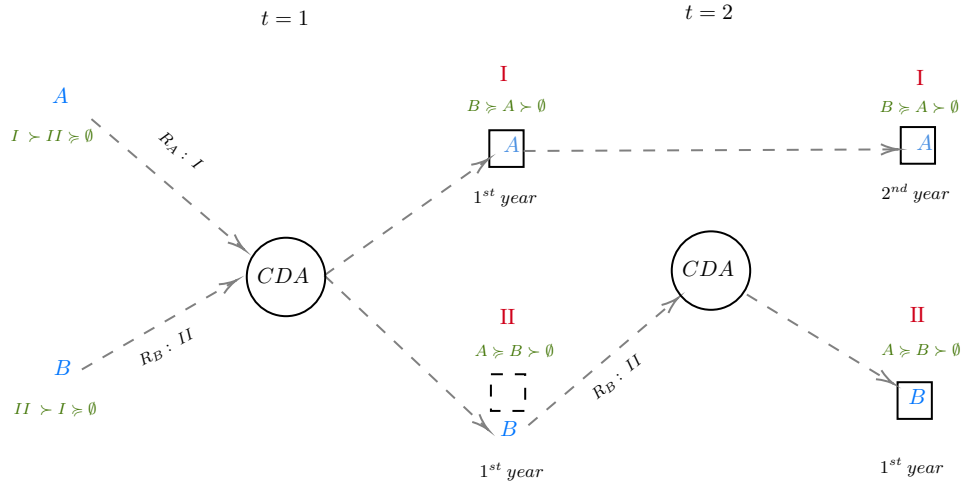 t = 1
t = 2
A
I ≻ II ≽ ∅
R_A : I
I
B ≽ A ≻ ∅
A
1^{st} year
I
B ≽ A ≻ ∅
A
2^{nd} year
CDA
CDA
B
II ≻ I ≽ ∅
R_B : II
II
A ≽ B ≻ ∅
B
1^{st} year
R_B : II
II
A ≽ B ≻ ∅
B
1^{st} year